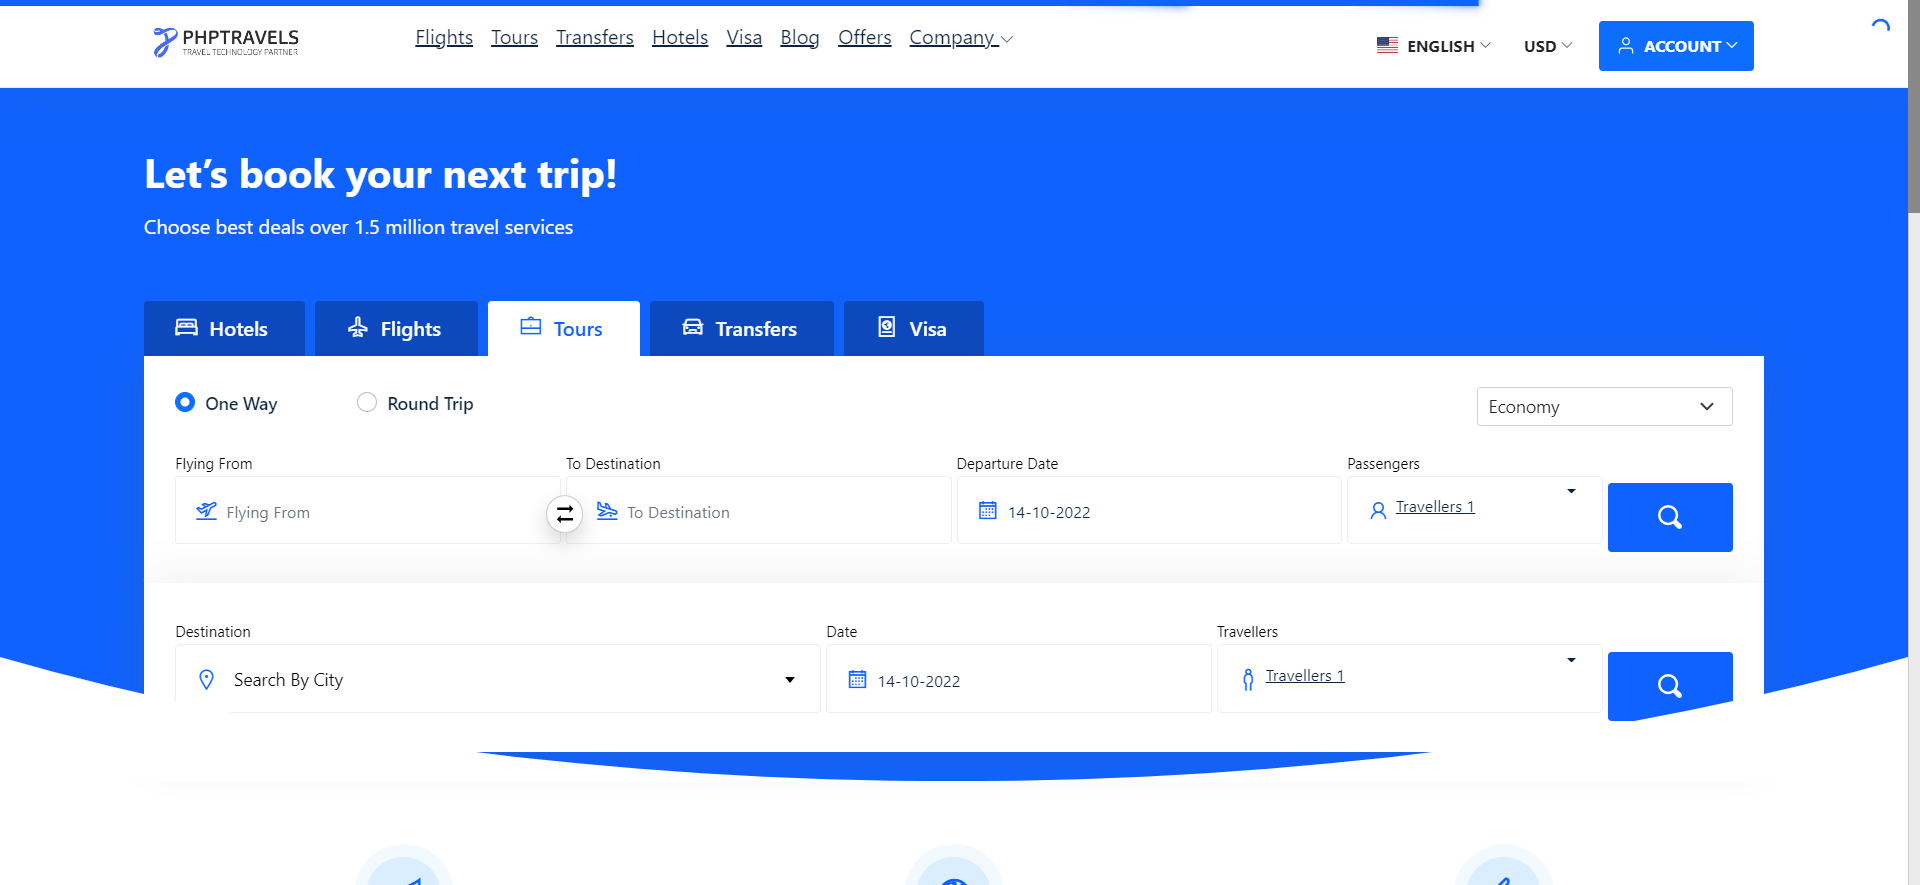 PHPTRAVELS
TRAVEL TECHNOLOGY PARTNER
Flights Tours Transfers Hotels Visa Blog Offers Company
ENGLISH USD ACCOUNT
Let's book your next trip!
Choose best deals over 1.5 million travel services
Hotels Flights Tours Transfers Visa
One Way Round Trip Economy
Flying From To Destination Departure Date Passengers
Flying From To Destination 14-10-2022 Travellers 1
Destination Date Travellers
Search By City 14-10-2022 Travellers 1